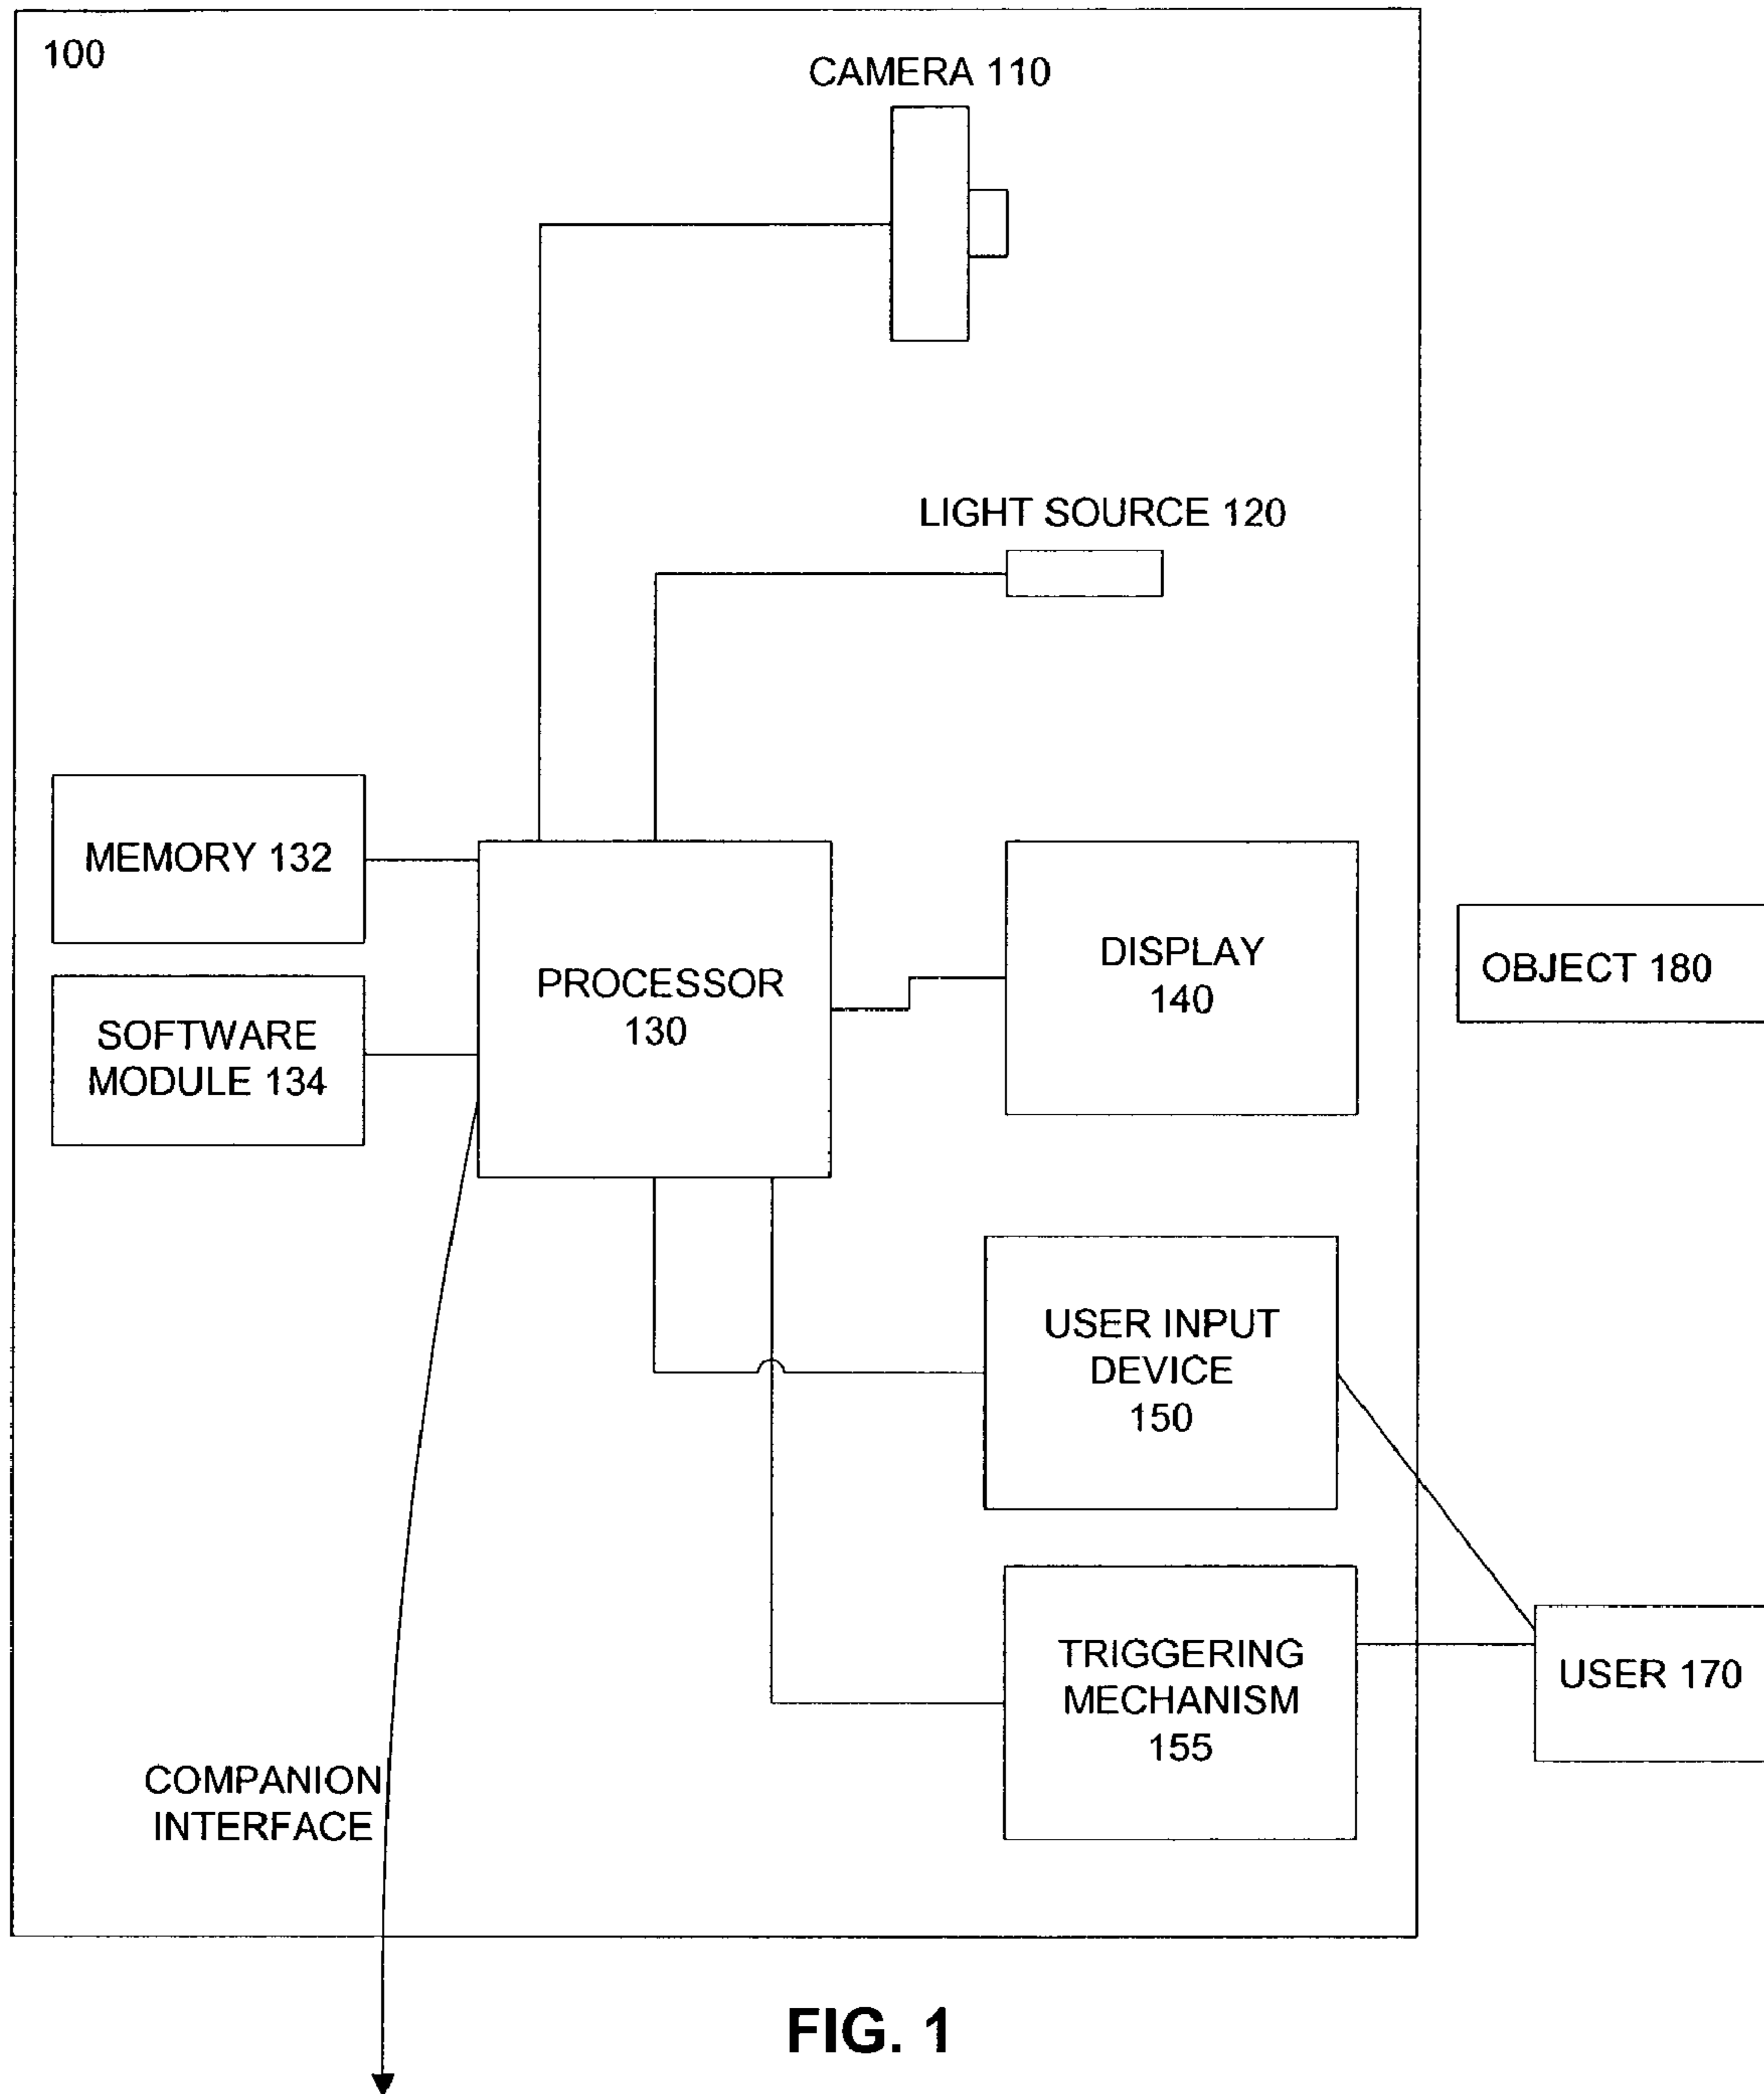 100
CAMERA 110
LIGHT SOURCE 120
MEMORY 132
SOFTWARE
MODULE 134
PROCESSOR
130
DISPLAY
140
OBJECT 180
USER INPUT
DEVICE
150
TRIGGERING
MECHANISM
155
USER 170
COMPANION
INTERFACE
FIG. 1